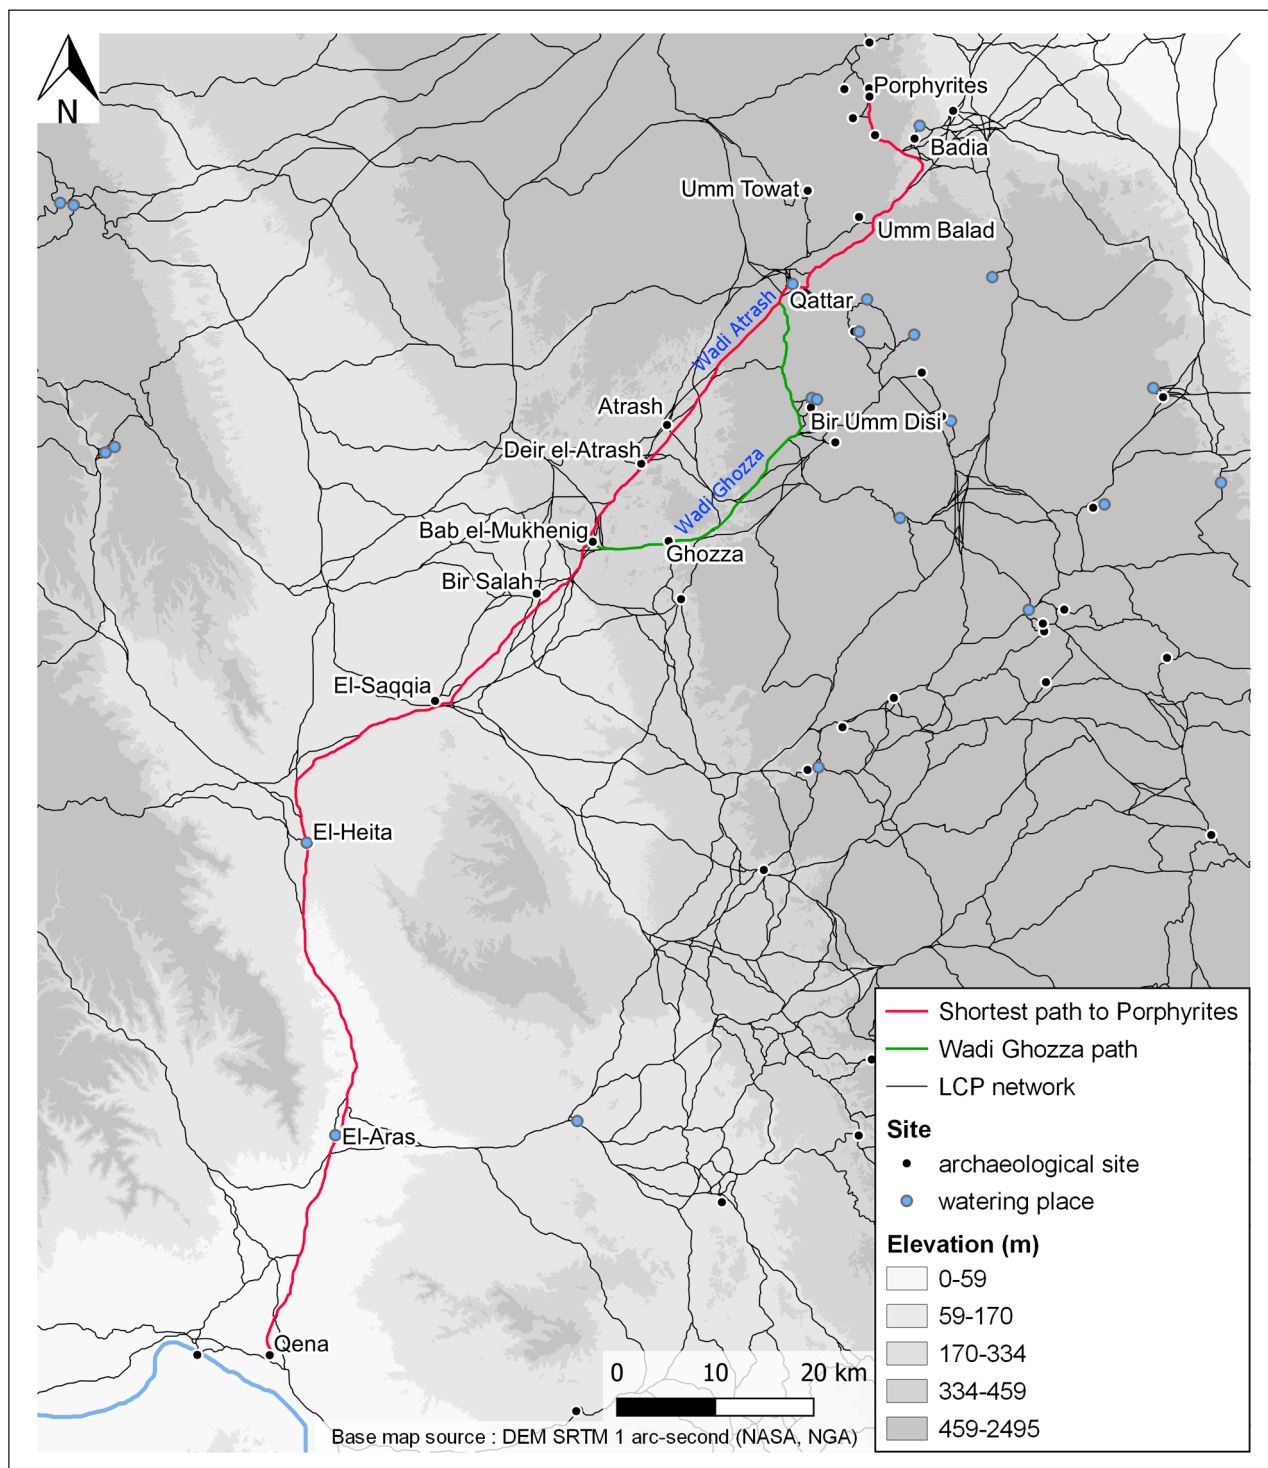 N
Porphyrites
Badia
Umm Towat
Umm Balad
Qattar
Wadi Atrash
Atrash
Bir Umm Disi
Deir el-Atrash
Wadi Ghozza
Bab el-Mukhenig
Ghozza
Bir Salah
El-Saqqia
El-Heita
El-Aras
Qena
Shortest path to Porphyrites
Wadi Ghozza path
LCP network
Site
archaeological site
watering place
Elevation (m)
0-59
59-170
170-334
334-459
459-2495
0 10 20 km
Base map source : DEM SRTM 1 arc-second (NASA, NGA)